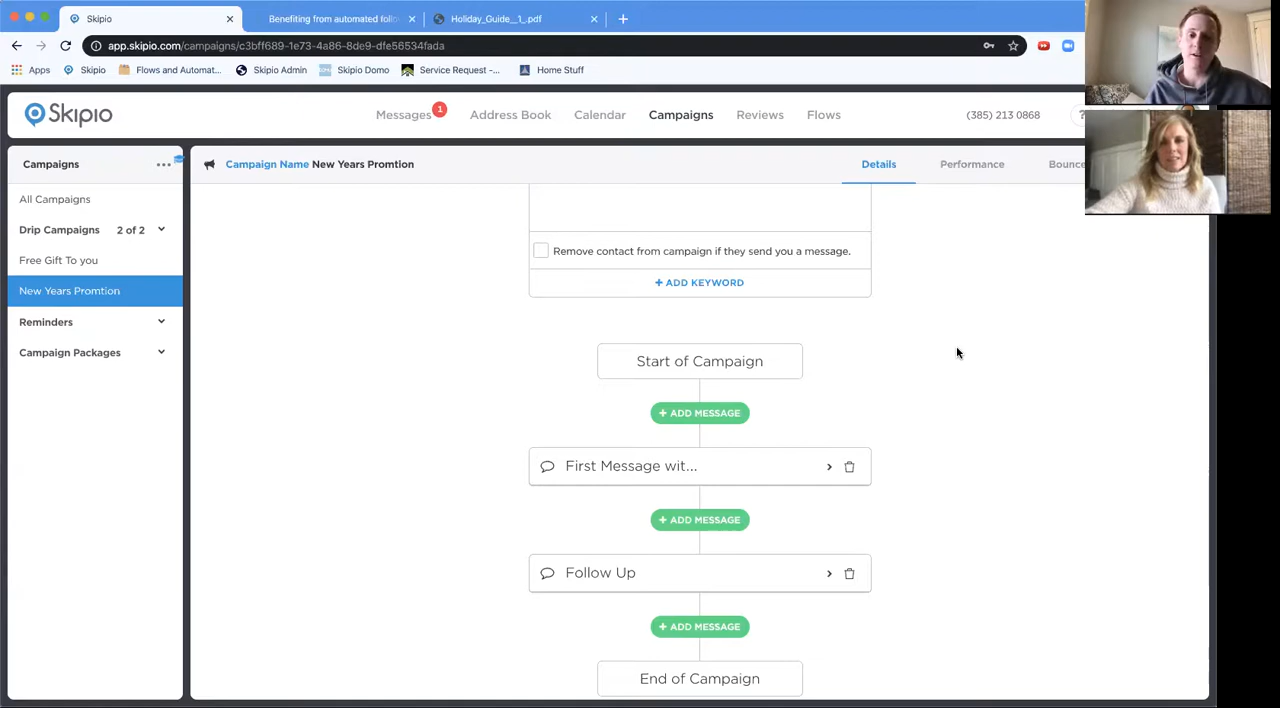 Skipio
Benefiting from automated follo
Holiday_Guide__1_.pdf
app.skipio.com/campaigns/c3bff689-1e73-4a86-8de9-dfe56534fada
Apps
Skipio
Flows and Automat...
Skipio Admin
Skipio Domo
Service Request -...
Home Stuff
Skipio
Messages 1
Address Book
Calendar
Campaigns
Reviews
Flows
(385) 213 0868
?
Campaigns
...
Campaign Name New Years Promtion
Details
Performance
Bounce
All Campaigns
Drip Campaigns 2 of 2
Free Gift To you
New Years Promtion
Reminders
Campaign Packages
Remove contact from campaign if they send you a message.
+ ADD KEYWORD
Start of Campaign
+ ADD MESSAGE
First Message wit...
+ ADD MESSAGE
Follow Up
+ ADD MESSAGE
End of Campaign